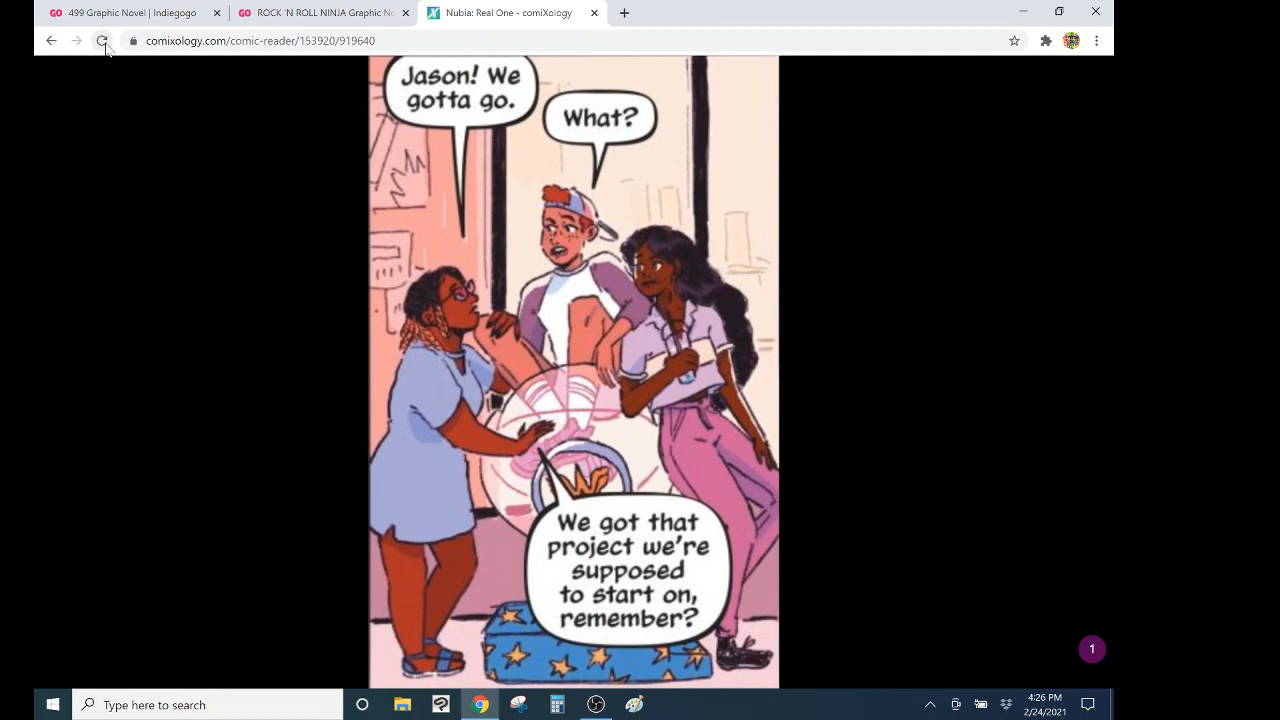 499 Graphic Novel | Indiegogo
ROCK 'N ROLL NINJA Graphic No
Nubia: Real One - comiXology
comixology.com/comic-reader/153920/919640
Jason! We
gotta go.
What?
W
We got that
project we're
supposed
to start on,
remember?
1
Type here to search
4:26 PM
2/24/2021